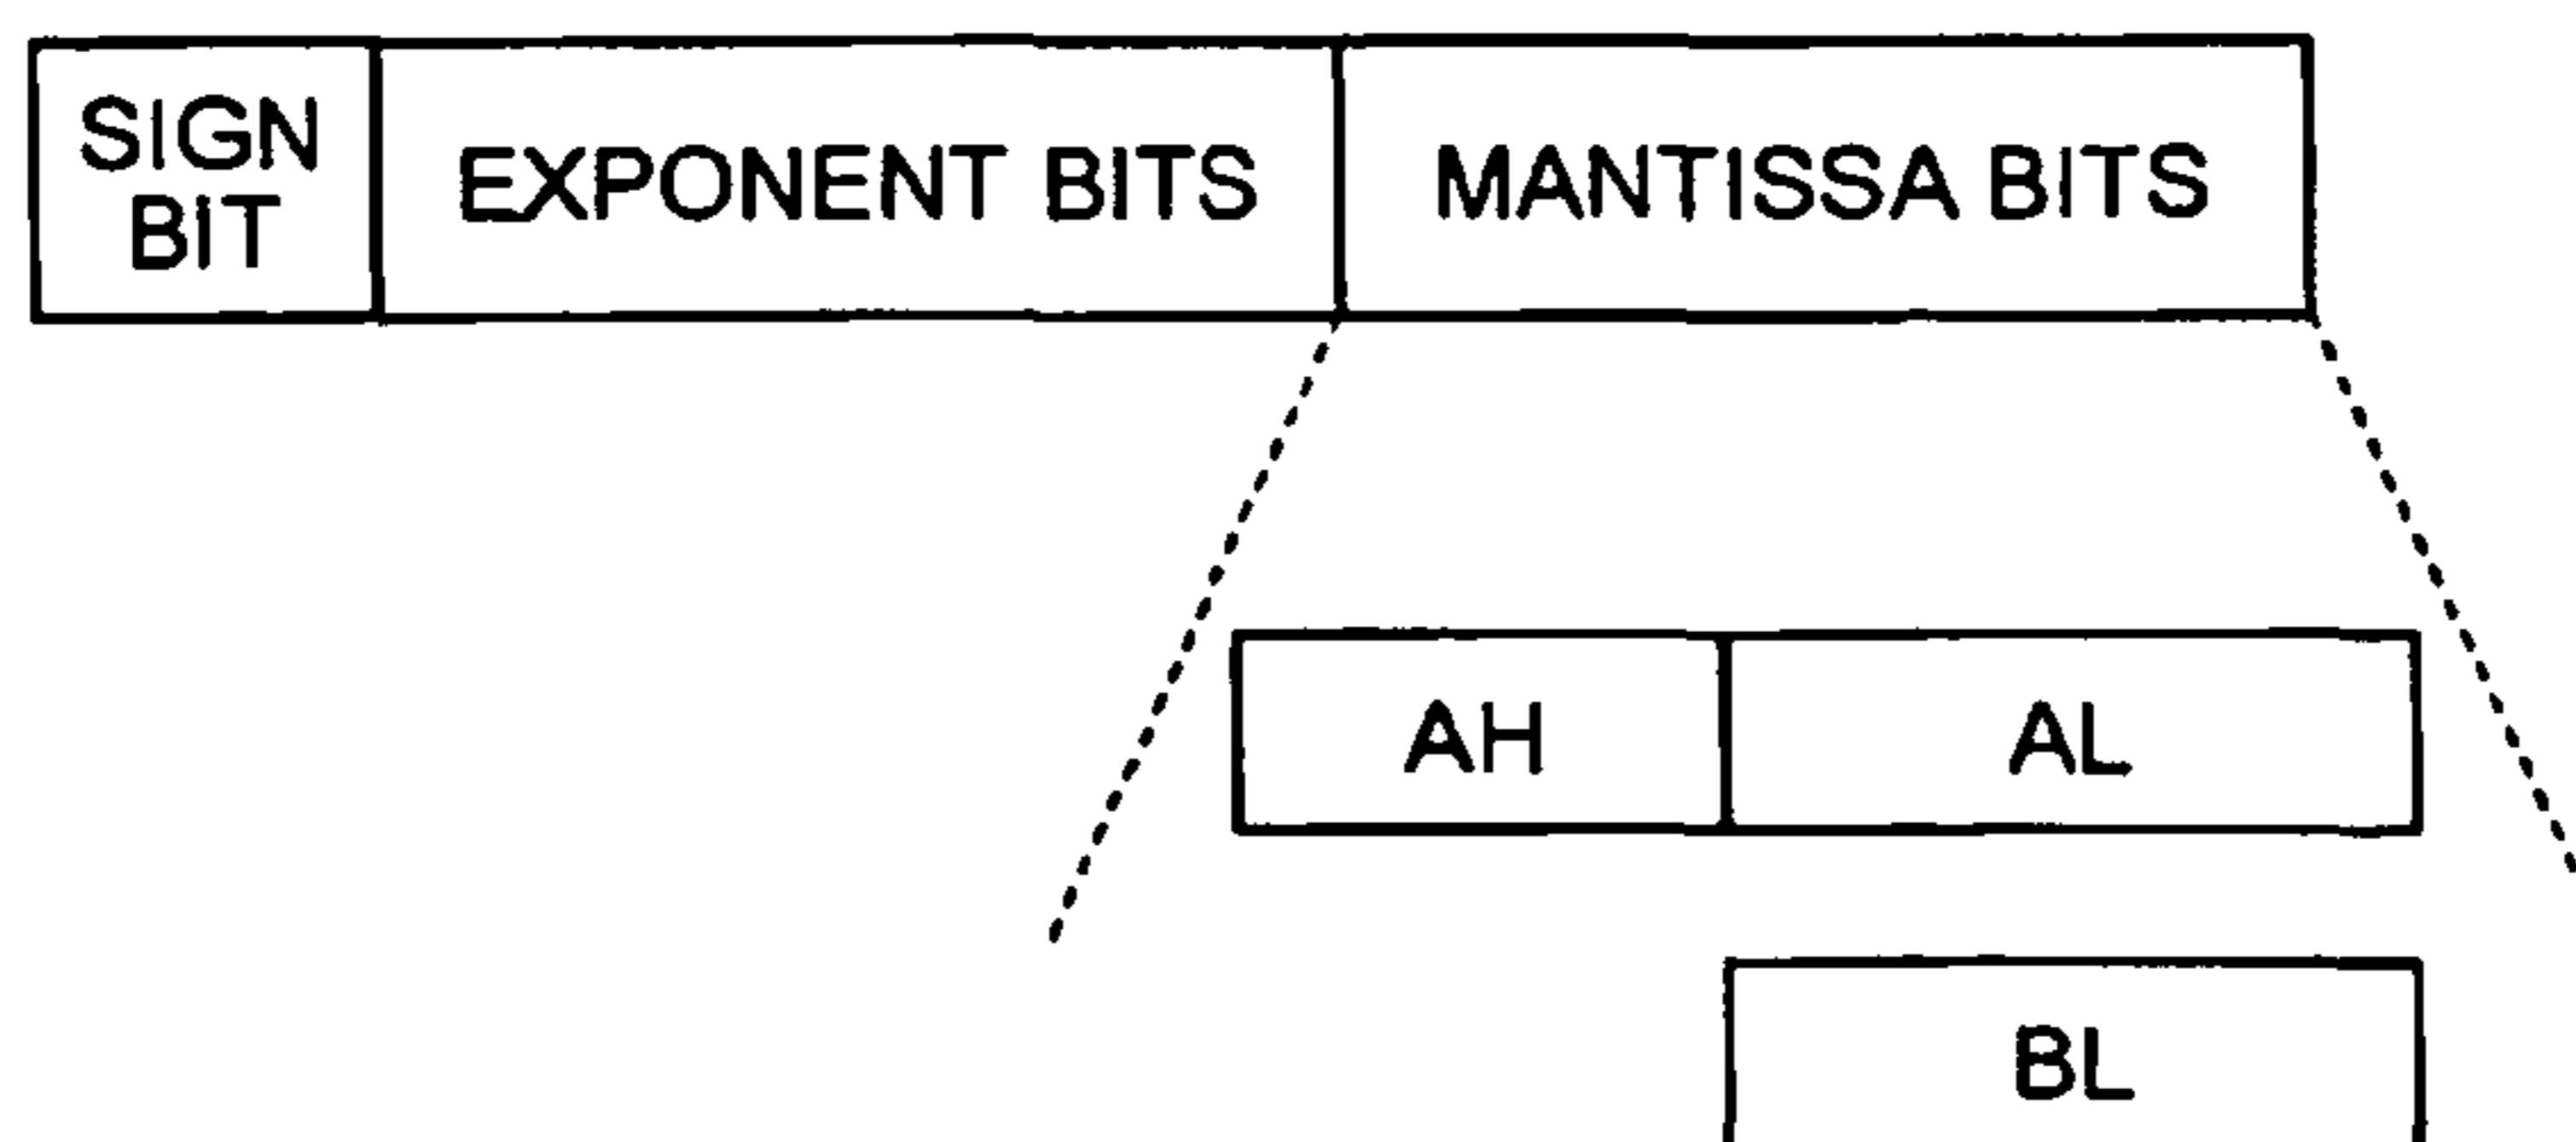 SIGN
BIT
EXPONENT BITS
MANTISSA BITS
AH
AL
BL